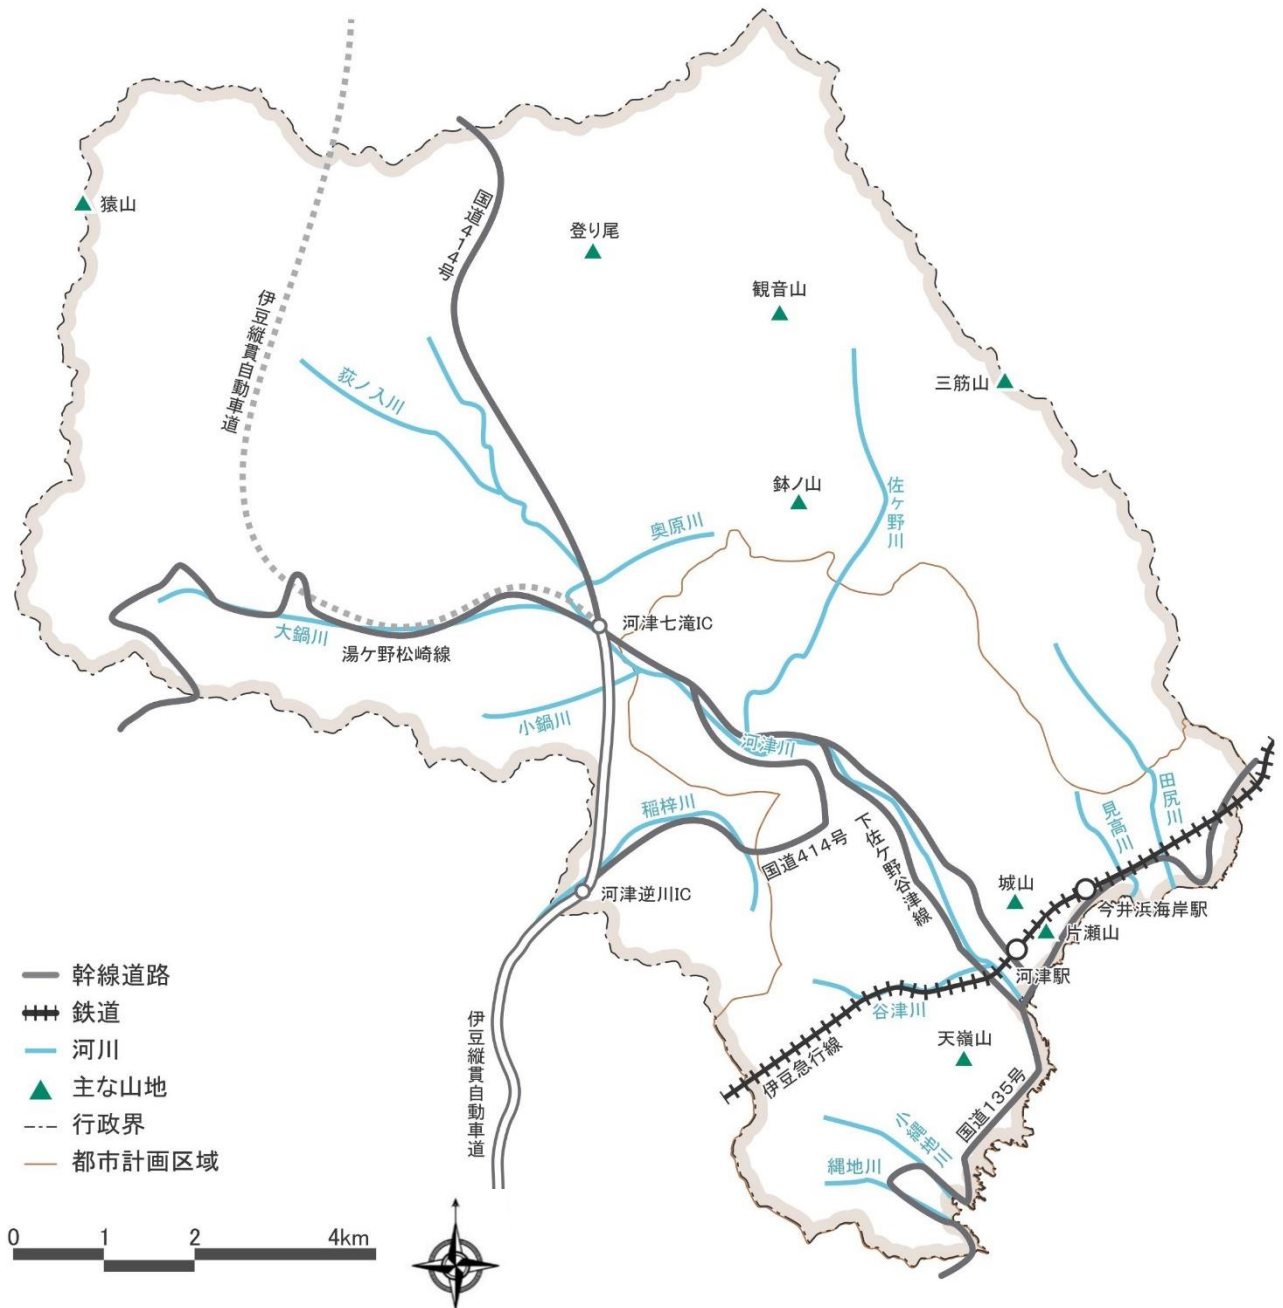 猿山
登り尾
国道414号
観音山
伊豆縦貫自動車道
三筋山
荻ノ入川
鉢ノ山
佐ヶ野川
奥原川
河津七滝IC
大鍋川
湯ケ野松崎線
小鍋川
河津川
稲梓川
田尻川
見高川
国道414号
下佐ケ野谷津線
河津逆川IC
城山
今井浜海岸駅
片瀬山
河津駅
谷津川
天嶺山
伊豆急行線
伊豆縦貫自動車道
国道135号
小縄地川
縄地川
幹線道路
鉄道
河川
主な山地
行政界
都市計画区域
0 1 2 4km